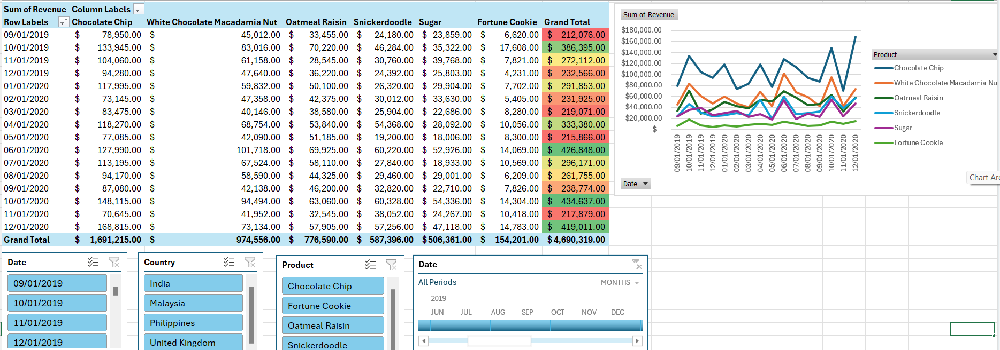 Sum of Revenue Column Labels
Row Labels Chocolate Chip White Chocolate Macadamia Nut Oatmeal Raisin Snickerdoodle Sugar Fortune Cookie Grand Total
09/01/2019 $ 78,950.00 $ 45,012.00 $ 33,455.00 $ 24,180.00 $ 23,859.00 $ 6,620.00 $ 212,076.00
10/01/2019 $ 133,945.00 $ 83,016.00 $ 70,220.00 $ 46,284.00 $ 35,322.00 $ 17,608.00 $ 386,395.00
11/01/2019 $ 104,060.00 $ 61,158.00 $ 28,545.00 $ 30,760.00 $ 39,768.00 $ 7,821.00 $ 272,112.00
12/01/2019 $ 94,280.00 $ 47,640.00 $ 36,220.00 $ 24,392.00 $ 25,803.00 $ 4,231.00 $ 232,566.00
01/01/2020 $ 117,995.00 $ 59,832.00 $ 50,100.00 $ 26,320.00 $ 29,904.00 $ 7,702.00 $ 291,853.00
02/01/2020 $ 73,145.00 $ 47,358.00 $ 42,375.00 $ 30,012.00 $ 33,630.00 $ 5,405.00 $ 231,925.00
03/01/2020 $ 83,475.00 $ 40,146.00 $ 38,580.00 $ 25,904.00 $ 22,686.00 $ 8,280.00 $ 219,071.00
04/01/2020 $ 118,270.00 $ 68,754.00 $ 53,840.00 $ 54,368.00 $ 28,092.00 $ 10,056.00 $ 333,380.00
05/01/2020 $ 77,085.00 $ 42,090.00 $ 51,185.00 $ 19,200.00 $ 18,006.00 $ 8,300.00 $ 215,866.00
06/01/2020 $ 127,990.00 $ 101,718.00 $ 69,925.00 $ 60,220.00 $ 52,926.00 $ 14,069.00 $ 426,848.00
07/01/2020 $ 113,195.00 $ 67,524.00 $ 58,110.00 $ 27,840.00 $ 18,933.00 $ 10,569.00 $ 296,171.00
08/01/2020 $ 94,170.00 $ 58,590.00 $ 44,325.00 $ 29,460.00 $ 29,001.00 $ 6,209.00 $ 261,755.00
09/01/2020 $ 87,080.00 $ 42,138.00 $ 46,200.00 $ 32,820.00 $ 22,710.00 $ 7,826.00 $ 238,774.00
10/01/2020 $ 148,115.00 $ 94,494.00 $ 63,060.00 $ 60,328.00 $ 54,336.00 $ 14,304.00 $ 434,637.00
11/01/2020 $ 70,645.00 $ 41,952.00 $ 32,545.00 $ 38,052.00 $ 24,267.00 $ 10,418.00 $ 217,879.00
12/01/2020 $ 168,815.00 $ 73,134.00 $ 57,905.00 $ 57,256.00 $ 47,118.00 $ 14,783.00 $ 419,011.00
Grand Total $ 1,691,215.00 $ 974,556.00 $ 776,590.00 $ 587,396.00 $ 506,361.00 $ 154,201.00 $ 4,690,319.00
Sum of Revenue
$180,000.00
$160,000.00
$140,000.00
$120,000.00
$100,000.00
$80,000.00
$60,000.00
$40,000.00
$20,000.00
$-
09/01/2019
10/01/2019
11/01/2019
12/01/2019
01/01/2020
02/01/2020
03/01/2020
04/01/2020
05/01/2020
06/01/2020
07/01/2020
08/01/2020
09/01/2020
10/01/2020
11/01/2020
12/01/2020
Date
Product
Chocolate Chip
White Chocolate Macadamia Nu
Oatmeal Raisin
Snickerdoodle
Sugar
Fortune Cookie
Chart Are
Date
09/01/2019
10/01/2019
11/01/2019
12/01/2019
Country
India
Malaysia
Philippines
United Kingdom
Product
Chocolate Chip
Fortune Cookie
Oatmeal Raisin
Snickerdoodle
Date
All Periods MONTHS
2019
JUN JUL AUG SEP OCT NOV DEC